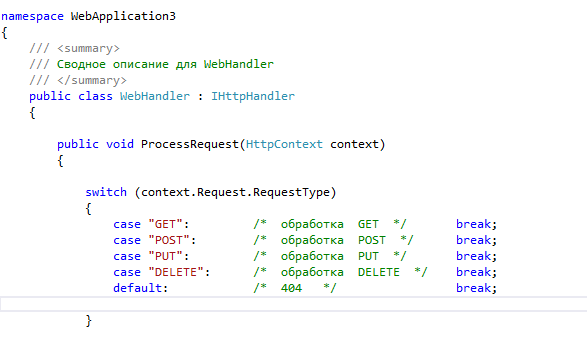 namespace WebApplication3
{
/// <summary>
/// Сводное описание для WebHandler
/// </summary>
public class WebHandler : IHttpHandler
{
public void ProcessRequest(HttpContext context)
{
switch (context.Request.RequestType)
{
case "GET": /* обработка GET */ break;
case "POST": /* обработка POST */ break;
case "PUT": /* обработка PUT */ break;
case "DELETE": /* обработка DELETE */ break;
default: /* 404 */ break;
}